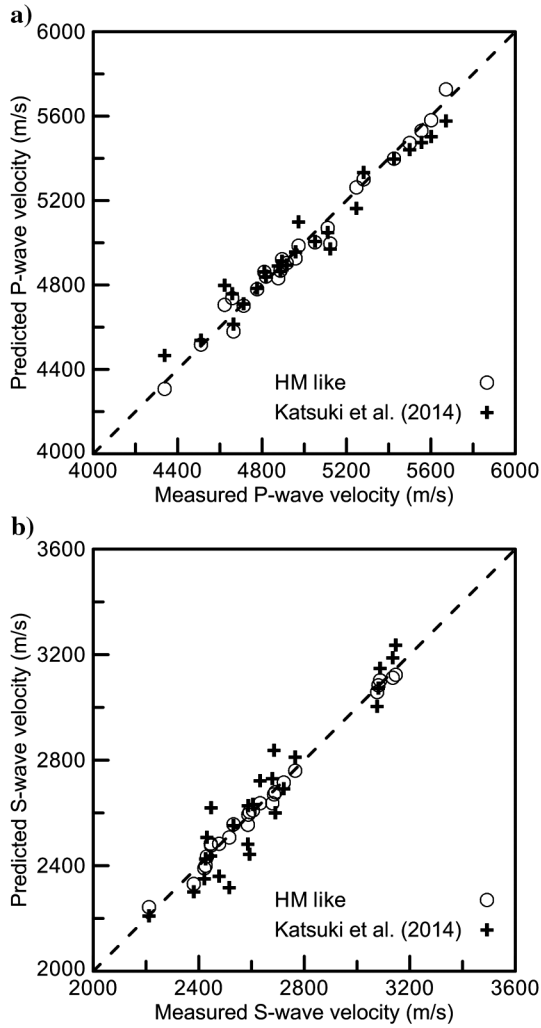 a)
6000
5600
5200
4800
4400
4000
Predicted P-wave velocity (m/s)
HM like
Katsuki et al. (2014)
4000 4400 4800 5200 5600 6000
Measured P-wave velocity (m/s)
b)
3600
3200
2800
2400
2000
Predicted S-wave velocity (m/s)
HM like
Katsuki et al. (2014)
2000 2400 2800 3200 3600
Measured S-wave velocity (m/s)